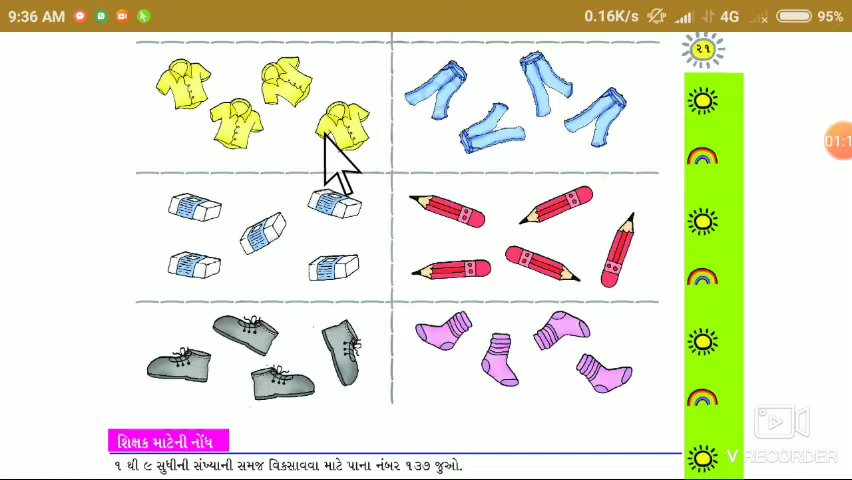 9:36 AM 0.16K/s 4G 95%
૨૧
01:1
શિક્ષક માટેની નોંધ
૧ થી ૯ સુધીની સંખ્યાની સમજ વિકસાવવા માટે પાના નંબર ૧૩૭ જુઓ.
V RECORDER